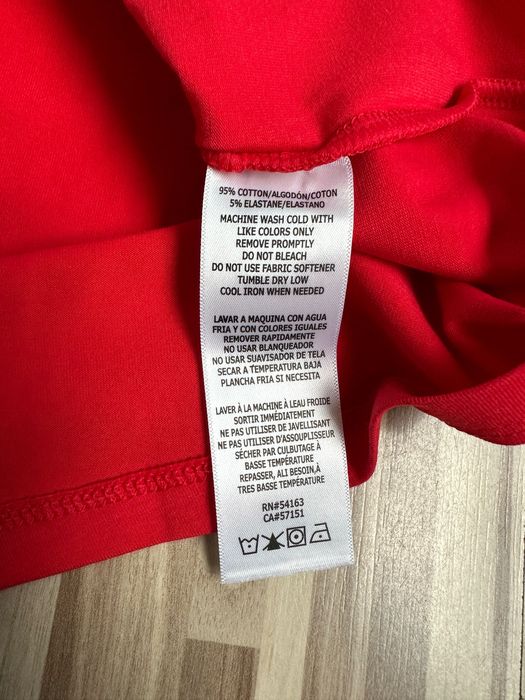 95% COTTON/ALGODÓN/COTON
5% ELASTANE/ELASTANO
MACHINE WASH COLD WITH
LIKE COLORS ONLY
REMOVE PROMPTLY
DO NOT BLEACH
DO NOT USE FABRIC SOFTENER
TUMBLE DRY LOW
COOL IRON WHEN NEEDED
LAVAR A MAQUINA CON AGUA
FRIA Y CON COLORES IGUALES
REMOVER RAPIDAMENTE
NO USAR BLANQUEADOR
NO USAR SUAVISADOR DE TELA
SECAR A TEMPERATURA BAJA
PLANCHA FRIA SI NECESITA
LAVER À LA MACHINE À LEAU FROIDE
SORTIR IMMÉDIATEMENT
NE PAS UTILISER DE JAVELLISANT
NE PAS UTILISER D'ASSOUPLISSEUR
SÉCHER PAR CULBUTAGE À
BASSE TEMPÉRATURE
REPASSER, ALI BESOIN,À
TRES BASSE TEMPÉRATURE
RN#54163
CA#57151